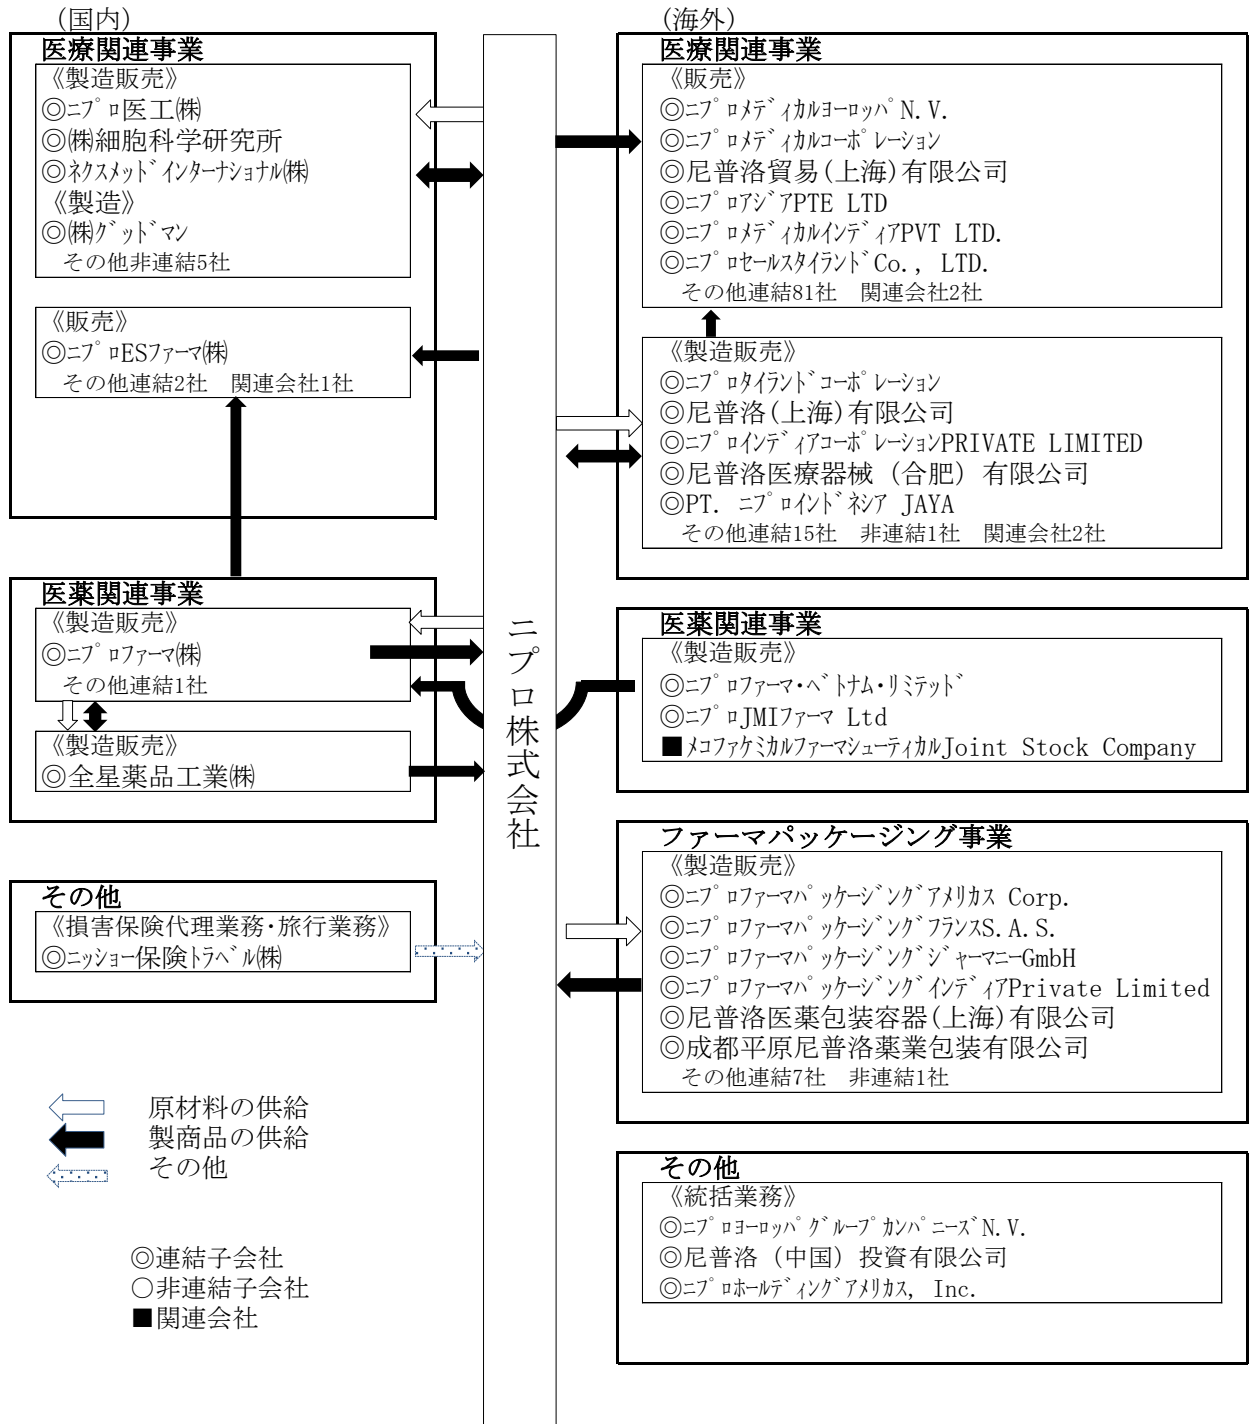 (国内)
医療関連事業
《製造販売》
◎ﾆﾌﾟﾛ医工㈱
◎㈱細胞科学研究所
◎ﾈｸｽﾒｯﾄﾞｲﾝﾀｰﾅｼｮﾅﾙ㈱
《製造》
◎㈱ｸﾞｯﾄﾞﾏﾝ
その他非連結5社
《販売》
◎ﾆﾌﾟﾛESﾌｧｰﾏ㈱
その他連結2社 関連会社1社
医薬関連事業
《製造販売》
◎ﾆﾌﾟﾛﾌｧｰﾏ㈱
その他連結1社
《製造販売》
◎全星薬品工業㈱
その他
《損害保険代理業務・旅行業務》
◎ﾆｯｼｮｰ保険ﾄﾗﾍﾞﾙ㈱
原材料の供給
製商品の供給
その他
◎連結子会社
○非連結子会社
■関連会社
ニプロ株式会社
(海外)
医療関連事業
《販売》
◎ﾆﾌﾟﾛﾒﾃﾞｨｶﾙﾖｰﾛｯﾊﾟN.V.
◎ﾆﾌﾟﾛﾒﾃﾞｨｶﾙｺｰﾎﾟﾚｰｼｮﾝ
◎尼普洛貿易(上海)有限公司
◎ﾆﾌﾟﾛｱｼﾞｱPTE LTD
◎ﾆﾌﾟﾛﾒﾃﾞｨｶﾙｲﾝﾃﾞｨｱPVT LTD.
◎ﾆﾌﾟﾛｾｰﾙｽﾀｲﾗﾝﾄﾞCo., LTD.
その他連結81社 関連会社2社
《製造販売》
◎ﾆﾌﾟﾛﾀｲﾗﾝﾄﾞｺｰﾎﾟﾚｰｼｮﾝ
◎尼普洛(上海)有限公司
◎ﾆﾌﾟﾛｲﾝﾃﾞｨｱｺｰﾎﾟﾚｰｼｮﾝPRIVATE LIMITED
◎尼普洛医療器械（合肥）有限公司
◎PT. ﾆﾌﾟﾛｲﾝﾄﾞﾈｼｱ JAYA
その他連結15社 非連結1社 関連会社2社
医薬関連事業
《製造販売》
◎ﾆﾌﾟﾛﾌｧｰﾏ・ﾍﾞﾄﾅﾑ・ﾘﾐﾃｯﾄﾞ
◎ﾆﾌﾟﾛJMIﾌｧｰﾏ Ltd
■ﾒｺﾌｧｹﾐｶﾙﾌｧｰﾏｼｭｰﾃｨｶﾙJoint Stock Company
ファーマパッケージング事業
《製造販売》
◎ﾆﾌﾟﾛﾌｧｰﾏﾊﾟｯｹｰｼﾞﾝｸﾞｱﾒﾘｶｽ Corp.
◎ﾆﾌﾟﾛﾌｧｰﾏﾊﾟｯｹｰｼﾞﾝｸﾞﾌﾗﾝｽS.A.S.
◎ﾆﾌﾟﾛﾌｧｰﾏﾊﾟｯｹｰｼﾞﾝｸﾞｼﾞｬｰﾏﾆｰGmbH
◎ﾆﾌﾟﾛﾌｧｰﾏﾊﾟｯｹｰｼﾞﾝｸﾞｲﾝﾃﾞｨｱPrivate Limited
◎尼普洛医薬包装容器(上海)有限公司
◎成都平原尼普洛薬業包装有限公司
その他連結7社 非連結1社
その他
《統括業務》
◎ﾆﾌﾟﾛﾖｰﾛｯﾊﾟｸﾞﾙｰﾌﾟｶﾝﾊﾟﾆｰｽﾞN.V.
◎尼普洛（中国）投資有限公司
◎ﾆﾌﾟﾛﾎｰﾙﾃﾞｨﾝｸﾞｱﾒﾘｶｽ, Inc.